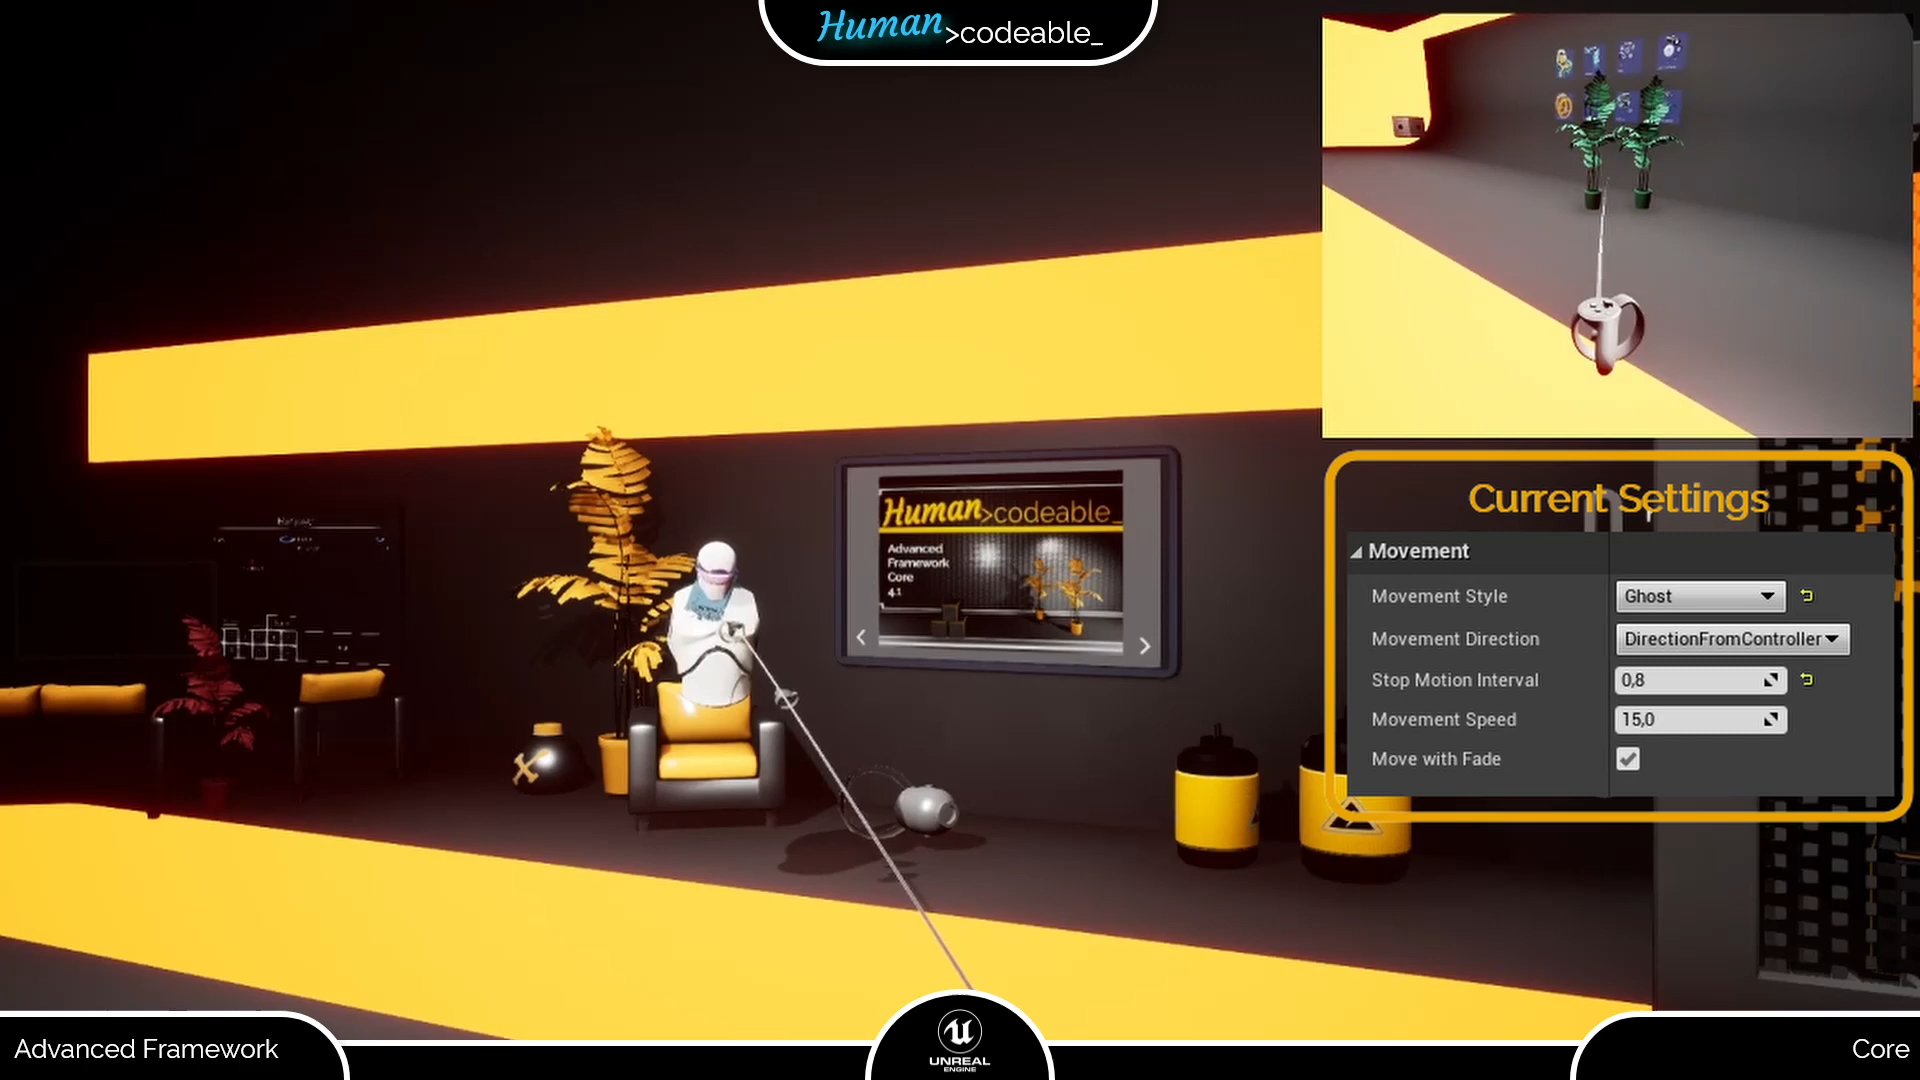 Human >codeable_
Human>codeable_
Advanced
Framework
Core
4.1
Current Settings
Movement
Movement Style
Ghost
Movement Direction
DirectionFromController
Stop Motion Interval
0,8
Movement Speed
15,0
Move with Fade
Advanced Framework
UNREAL
ENGINE
Core